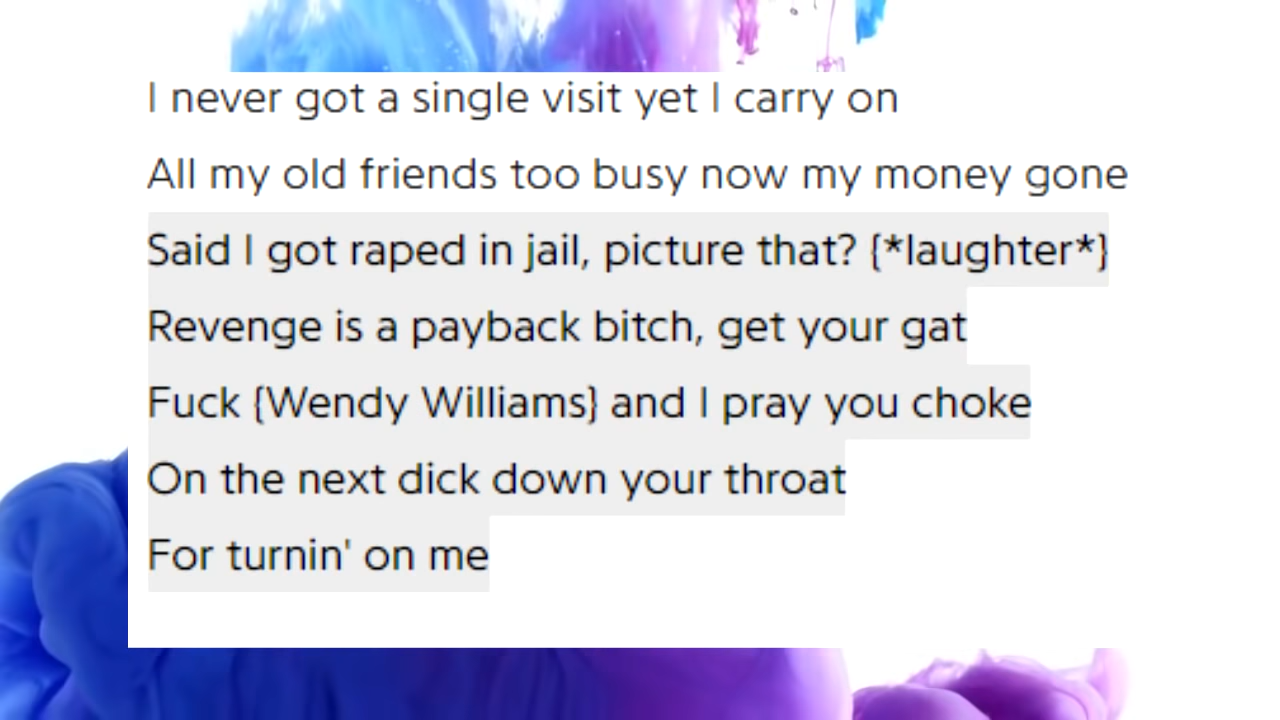 I never got a single visit yet I carry on
All my old friends too busy now my money gone
Said I got raped in jail, picture that? {*laughter*}
Revenge is a payback bitch, get your gat
Fuck {Wendy Williams} and I pray you choke
On the next dick down your throat
For turnin' on me